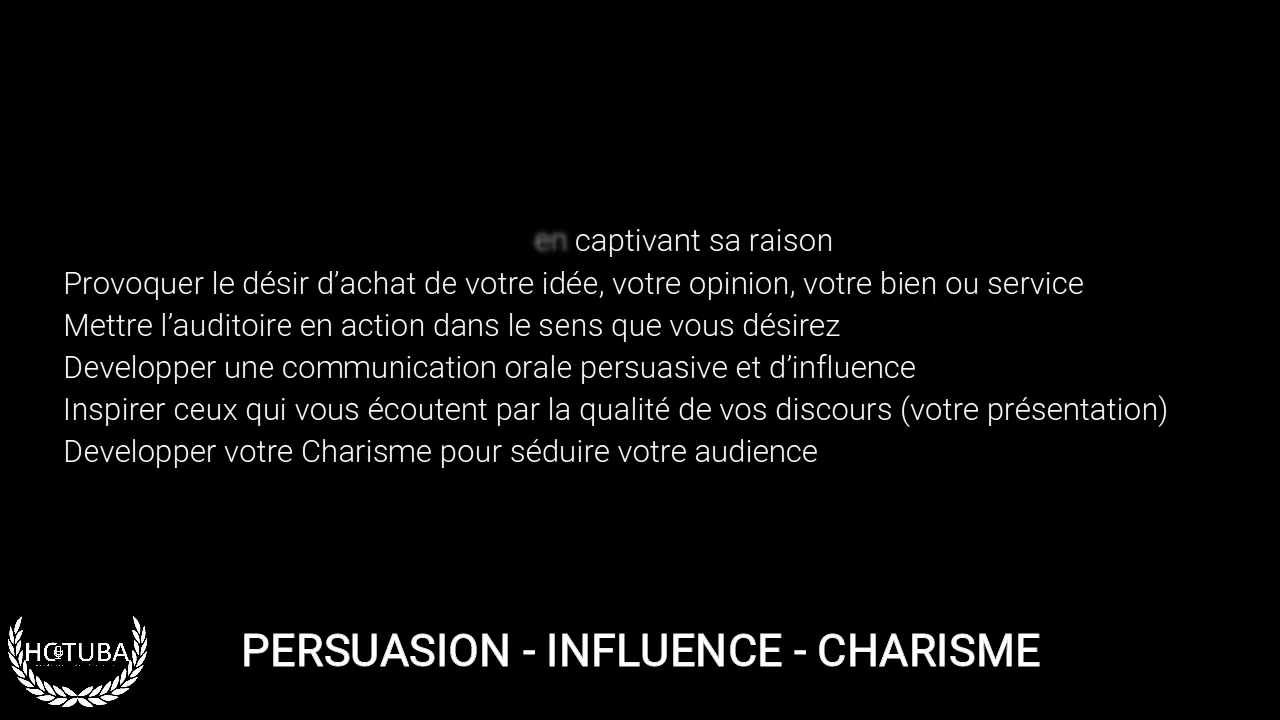 en captivant sa raison
Provoquer le désir d’achat de votre idée, votre opinion, votre bien ou service
Mettre l’auditoire en action dans le sens que vous désirez
Developper une communication orale persuasive et d’influence
Inspirer ceux qui vous écoutent par la qualité de vos discours (votre présentation)
Developper votre Charisme pour séduire votre audience
HOTUBA
PERSUASION - INFLUENCE - CHARISME